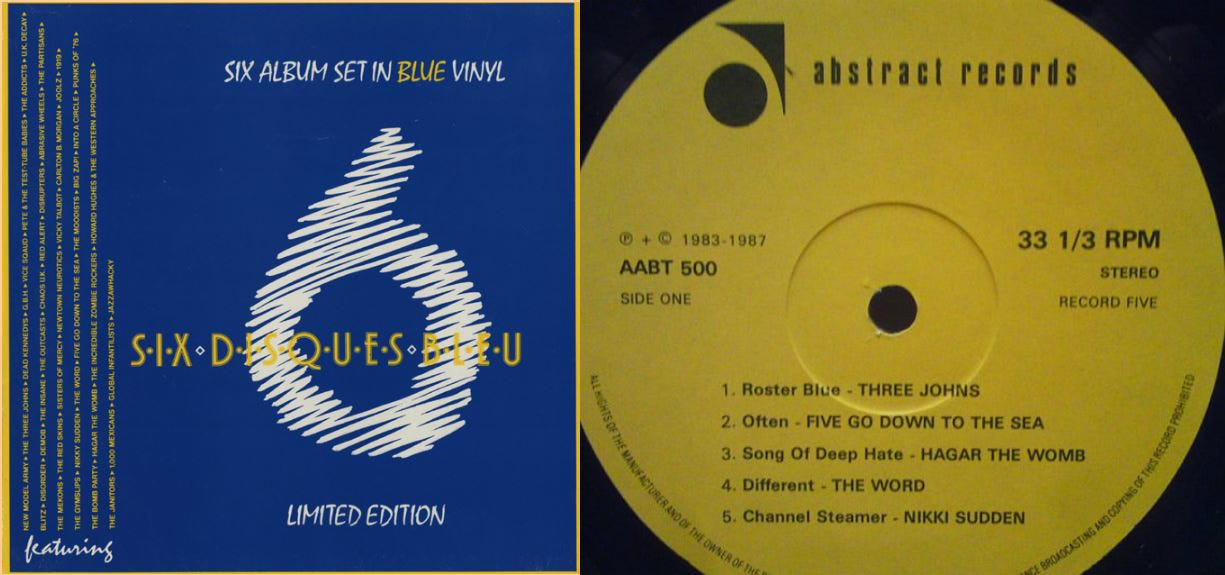 NEW MODEL ARMY ▸ THE THREE JOHNS ▸ DEAD KENNEDYS ▸ G.B.H. ▸ VICE SQAUD ▸ PETE & THE TEST-TUBE BABIES ▸ THE ADDICTS ▸ U.K. DECAY ▸
BLITZ ▸ DISORDER ▸ DEMOB ▸ THE INSANE ▸ THE OUTCASTS ▸ CHAOS U.K. ▸ RED ALERT ▸ DISRUPTERS ▸ ABRASIVE WHEELS ▸ THE PARTISANS ▸
THE MEKONS ▸ THE RED SKINS ▸ SISTERS OF MERCY ▸ NEWTOWN NEUROTICS ▸ VICKY TALBOT ▸ CARLTON B. MORGAN ▸ JOOLZ ▸ 1919 ▸
THE GYMSLIPS ▸ NIKKY SUDDEN ▸ THE WORD ▸ FIVE GO DOWN TO THE SEA ▸ THE MOODISTS ▸ BIG ZAP! ▸ INTO A CIRCLE ▸ PUNKS OF '76 ▸
THE BOMB PARTY ▸ HAGAR THE WOMB ▸ THE INCREDIBLE ZOMBIE ROCKERS ▸ HOWARD HUGHES & THE WESTERN APPROACHES ▸
THE JANITORS ▸ 1,000 MEXICANS ▸ GLOBAL INFANTILISTS ▸ JAZZAWHACKY
featuring
SIX ALBUM SET IN BLUE VINYL
6
S·I·X ◇ D·I·S·Q·U·E·S ◇ B·L·E·U
LIMITED EDITION
abstract records
℗ + © 1983-1987
AABT 500
SIDE ONE
33 1/3 RPM
STEREO
RECORD FIVE
1. Roster Blue - THREE JOHNS
2. Often - FIVE GO DOWN TO THE SEA
3. Song Of Deep Hate - HAGAR THE WOMB
4. Different - THE WORD
5. Channel Steamer - NIKKI SUDDEN
ALL RIGHTS OF THE MANUFACTURER AND OF THE OWNER OF THE
BROADCASTING AND COPYING OF THIS RECORD PROHIBITED